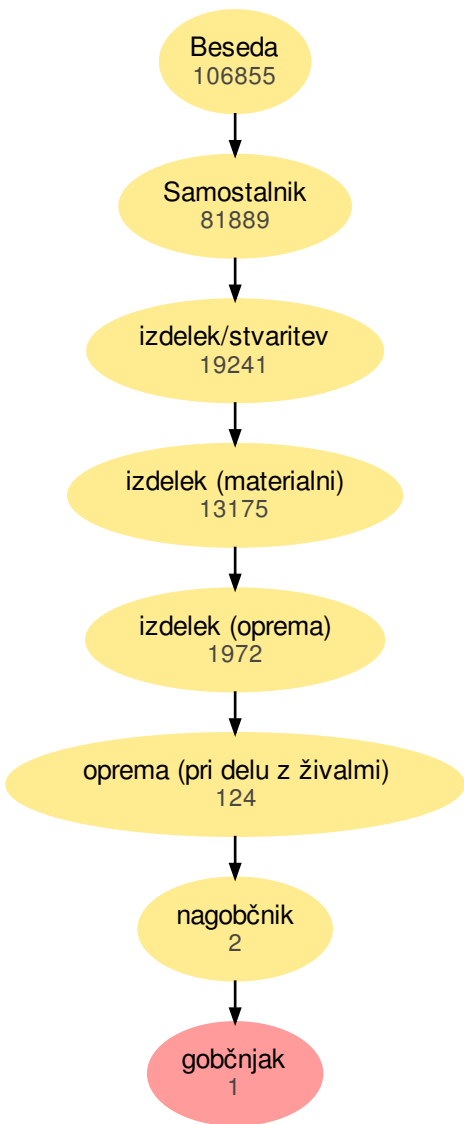 Beseda
106855
Samostalnik
81889
izdelek/stvaritev
19241
izdelek (materialni)
13175
izdelek (oprema)
1972
oprema (pri delu z živalmi)
124
nagobčnik
2
gobčnjak
1